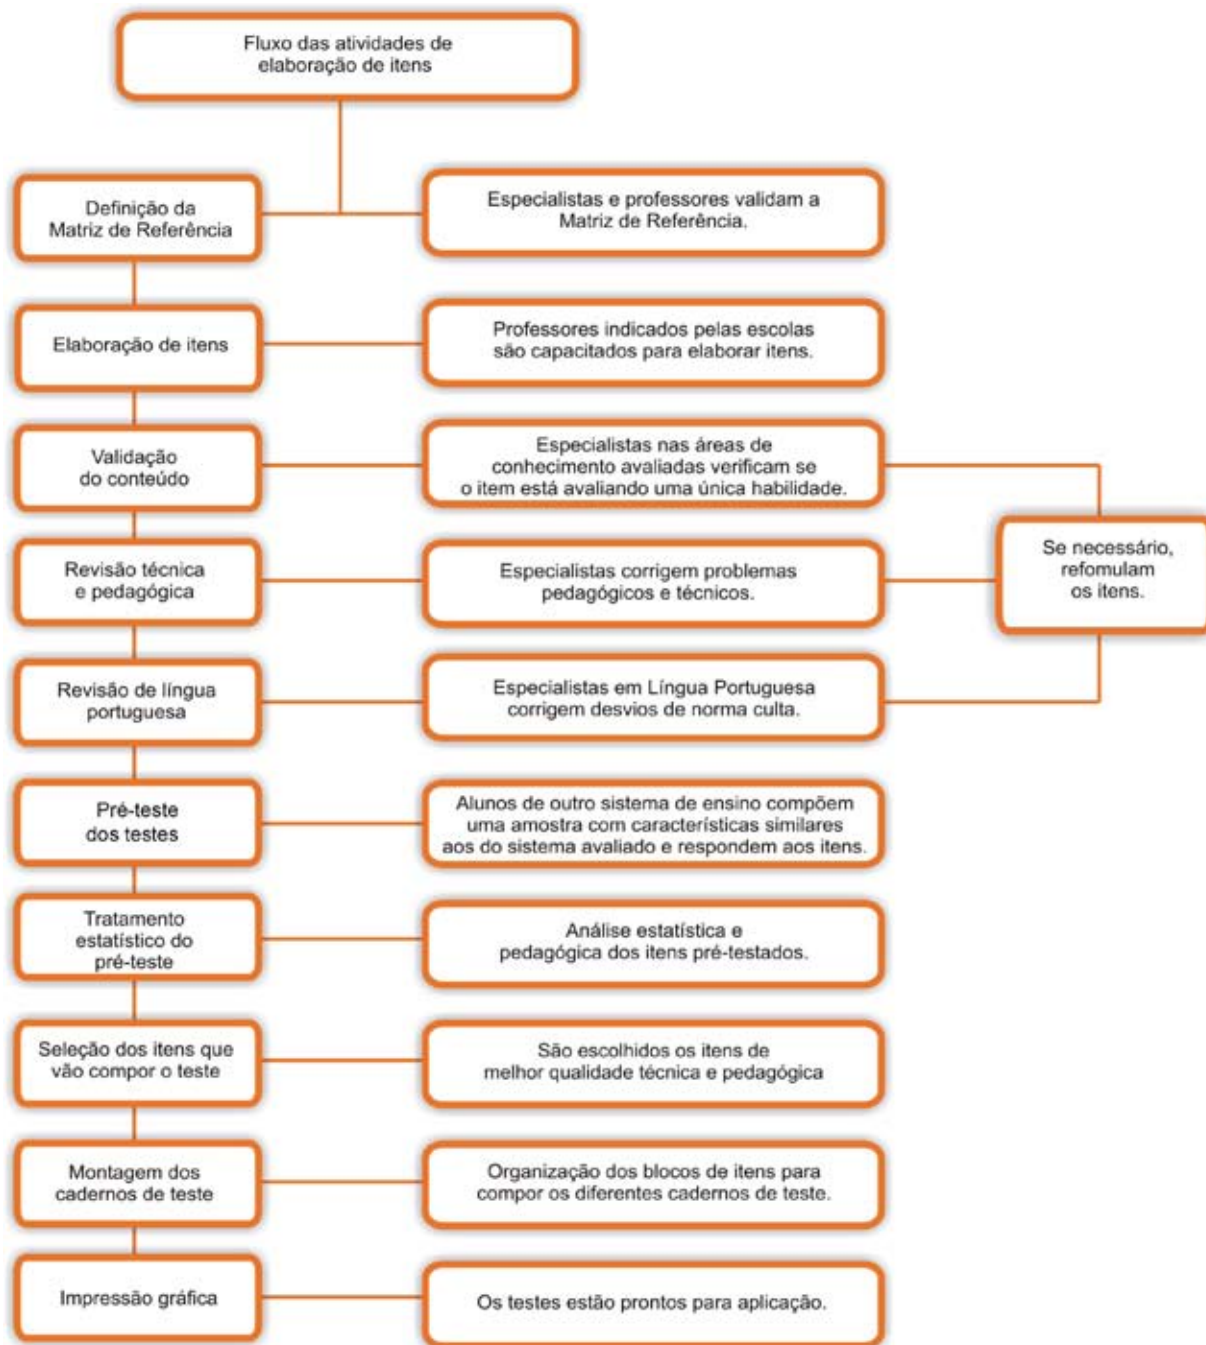 Fluxo das atividades de
elaboração de itens
Definição da
Matriz de Referência
Especialistas e professores validam a
Matriz de Referência.
Elaboração de itens
Professores indicados pelas escolas
são capacitados para elaborar itens.
Validação
do conteúdo
Especialistas nas áreas de
conhecimento avaliadas verificam se
o item está avaliando uma única habilidade.
Revisão técnica
e pedagógica
Especialistas corrigem problemas
pedagógicos e técnicos.
Se necessário,
refomulam
os itens.
Revisão de língua
portuguesa
Especialistas em Língua Portuguesa
corrigem desvios de norma culta.
Pré-teste
dos testes
Alunos de outro sistema de ensino compõem
uma amostra com características similares
aos do sistema avaliado e respondem aos itens.
Tratamento
estatístico do
pré-teste
Análise estatística e
pedagógica dos itens pré-testados.
Seleção dos itens que
vão compor o teste
São escolhidos os itens de
melhor qualidade técnica e pedagógica
Montagem dos
cadernos de teste
Organização dos blocos de itens para
compor os diferentes cadernos de teste.
Impressão gráfica
Os testes estão prontos para aplicação.